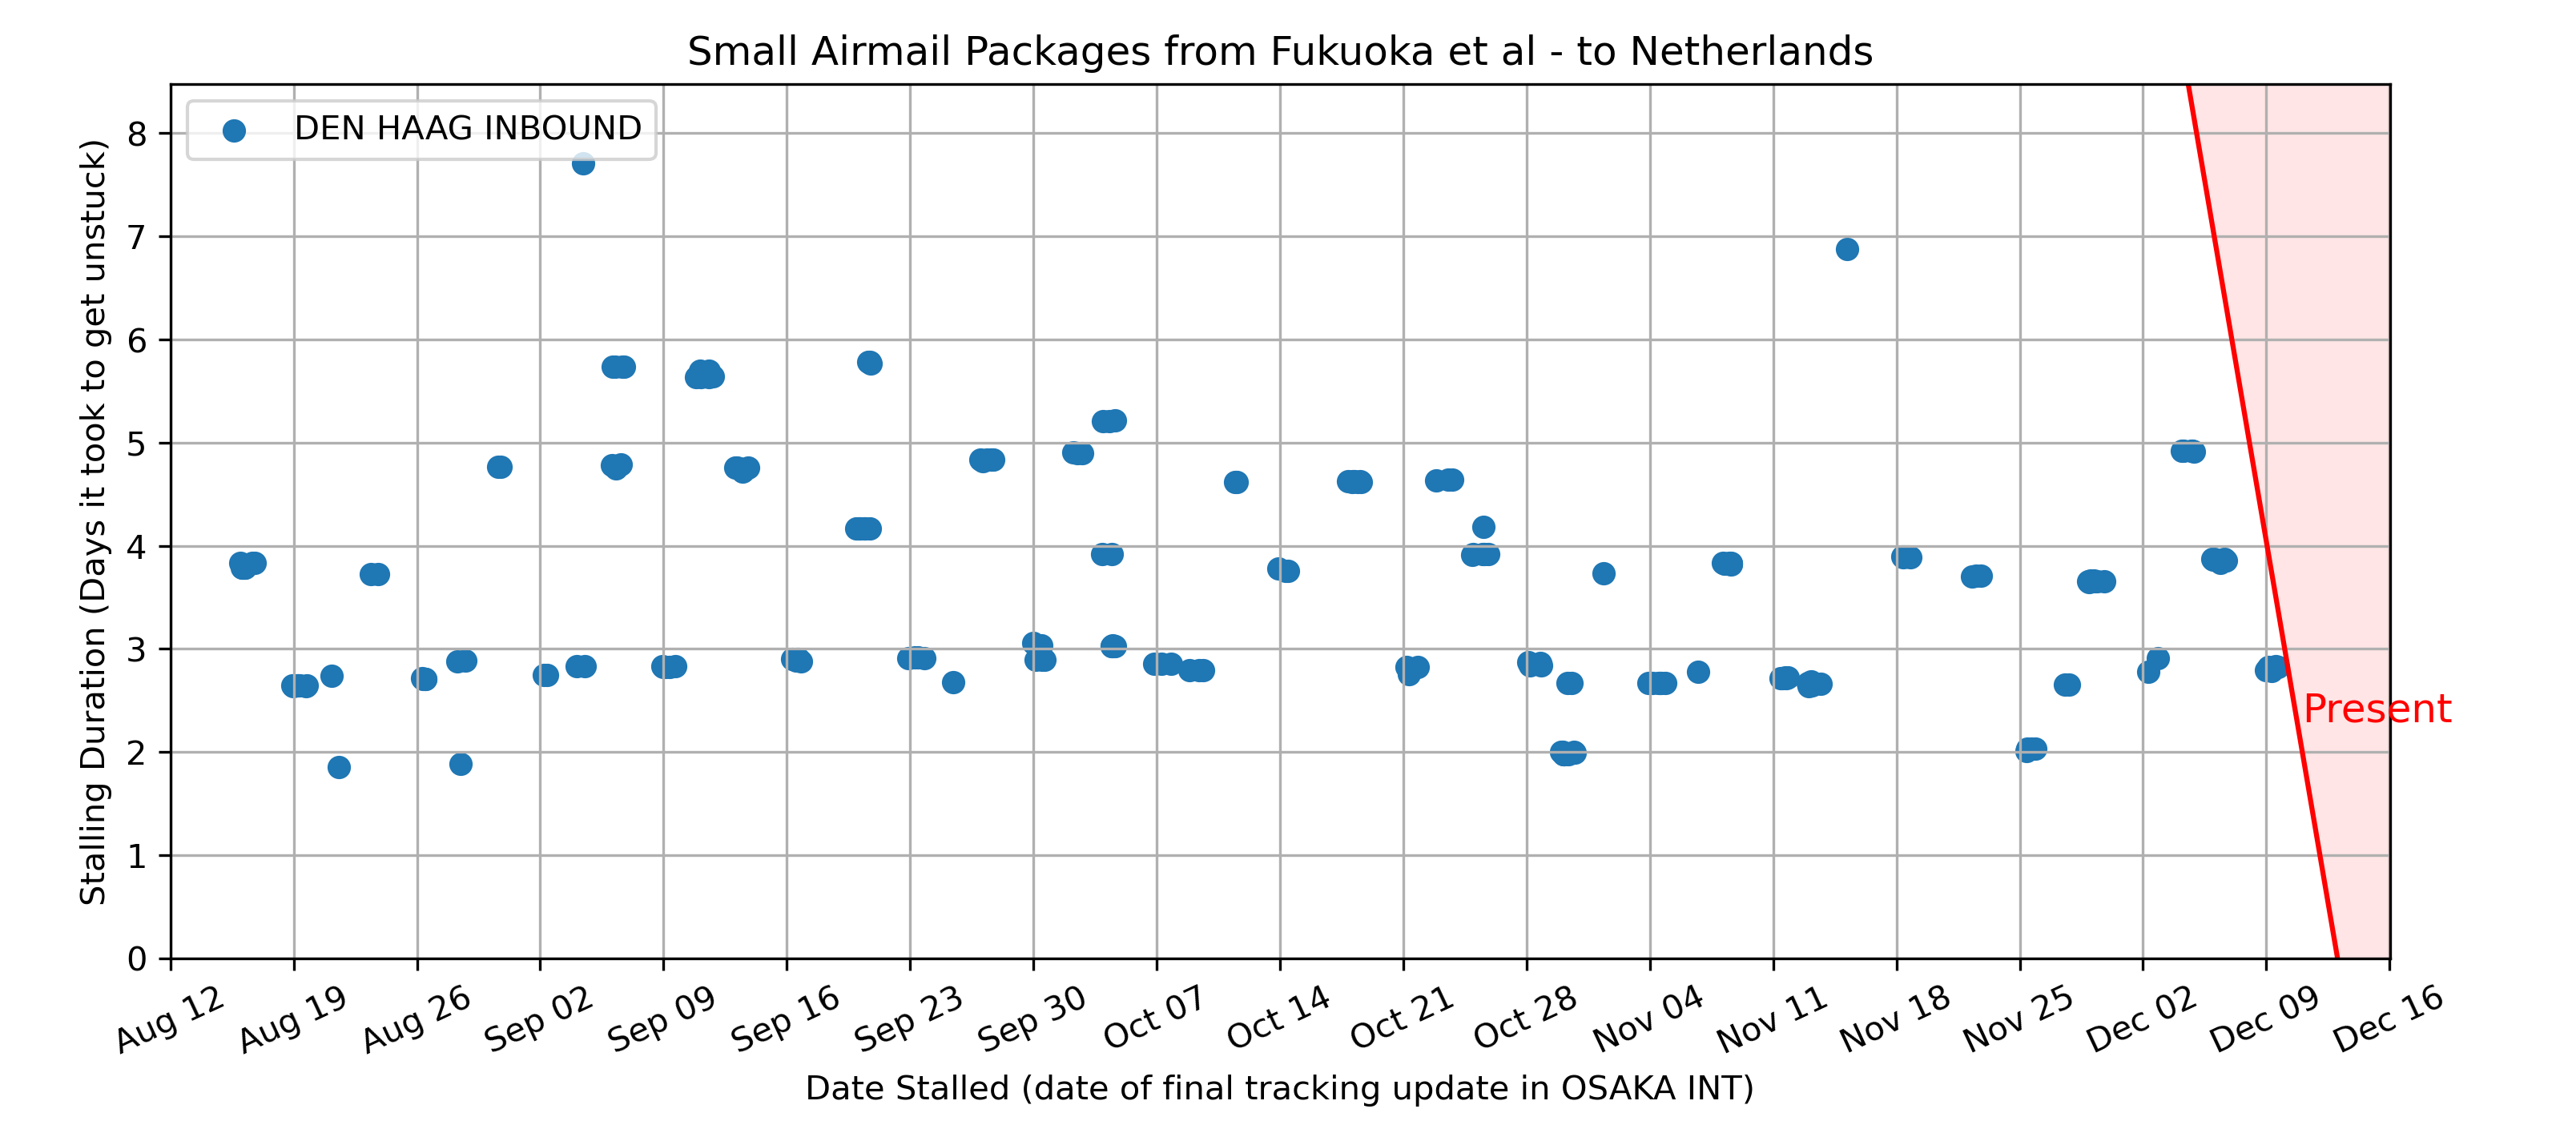 Small Airmail Packages from Fukuoka et al - to Netherlands
DEN HAAG INBOUND
Stalling Duration (Days it took to get unstuck)
8
7
6
5
4
3
2
1
0
Present
Aug 12
Aug 19
Aug 26
Sep 02
Sep 09
Sep 16
Sep 23
Sep 30
Oct 07
Oct 14
Oct 21
Oct 28
Nov 04
Nov 11
Nov 18
Nov 25
Dec 02
Dec 09
Dec 16
Date Stalled (date of final tracking update in OSAKA INT)